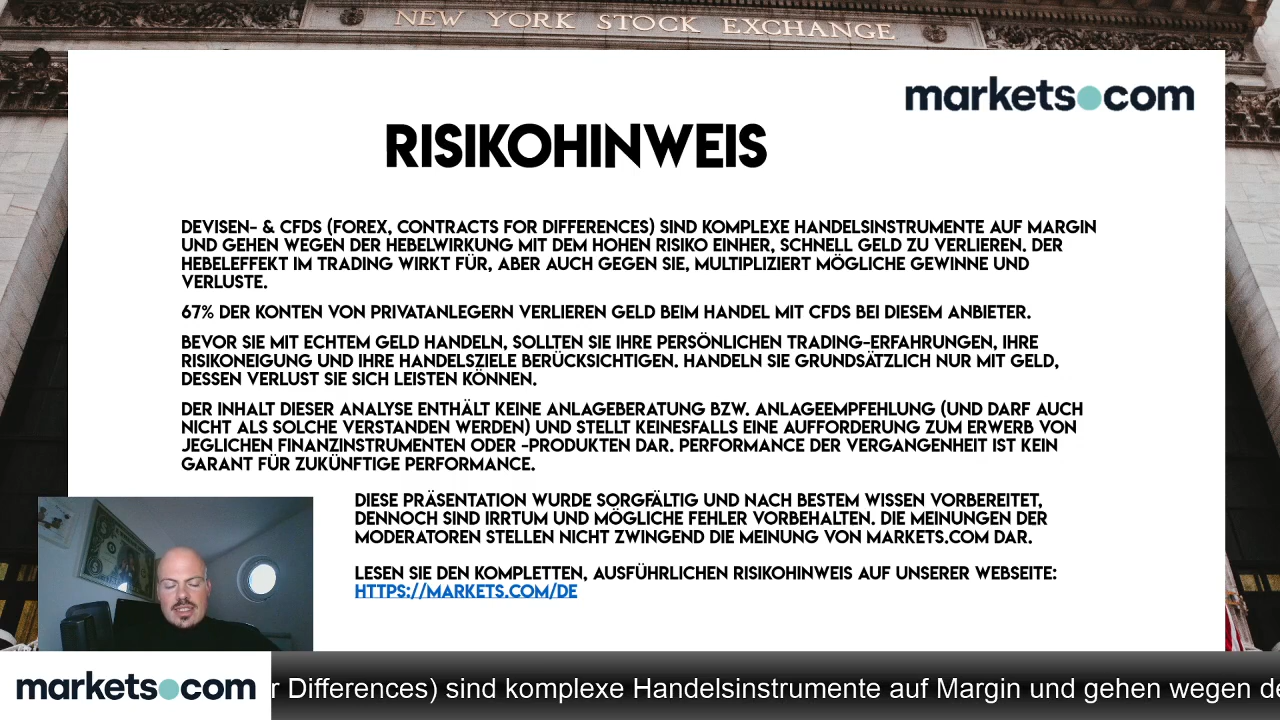 NEW YORK STOCK EXCHANGE
markets.com
RISIKOHINWEIS
DEVISEN- & CFDS (FOREX, CONTRACTS FOR DIFFERENCES) SIND KOMPLEXE HANDELSINSTRUMENTE AUF MARGIN
UND GEHEN WEGEN DER HEBELWIRKUNG MIT DEM HOHEN RISIKO EINHER, SCHNELL GELD ZU VERLIEREN. DER
HEBELEFFEKT IM TRADING WIRKT FÜR, ABER AUCH GEGEN SIE, MULTIPLIZIERT MÖGLICHE GEWINNE UND
VERLUSTE.
67% DER KONTEN VON PRIVATANLEGERN VERLIEREN GELD BEIM HANDEL MIT CFDS BEI DIESEM ANBIETER.
BEVOR SIE MIT ECHTEM GELD HANDELN, SOLLTEN SIE IHRE PERSÖNLICHEN TRADING-ERFAHRUNGEN, IHRE
RISIKONEIGUNG UND IHRE HANDELSZIELE BERÜCKSICHTIGEN. HANDELN SIE GRUNDSÄTZLICH NUR MIT GELD,
DESSEN VERLUST SIE SICH LEISTEN KÖNNEN.
DER INHALT DIESER ANALYSE ENTHÄLT KEINE ANLAGEBERATUNG BZW. ANLAGEEMPFEHLUNG (UND DARF AUCH
NICHT ALS SOLCHE VERSTANDEN WERDEN) UND STELLT KEINESFALLS EINE AUFFORDERUNG ZUM ERWERB VON
JEGLICHEN FINANZINSTRUMENTEN ODER -PRODUKTEN DAR. PERFORMANCE DER VERGANGENHEIT IST KEIN
GARANT FÜR ZUKÜNFTIGE PERFORMANCE.
DIESE PRÄSENTATION WURDE SORGFÄLTIG UND NACH BESTEM WISSEN VORBEREITET,
DENNOCH SIND IRRTUM UND MÖGLICHE FEHLER VORBEHALTEN. DIE MEINUNGEN DER
MODERATOREN STELLEN NICHT ZWINGEND DIE MEINUNG VON MARKETS.COM DAR.
LESEN SIE DEN KOMPLETTEN, AUSFÜHRLICHEN RISIKOHINWEIS AUF UNSERER WEBSEITE:
HTTPS://MARKETS.COM/DE
markets.com
r Differences) sind komplexe Handelsinstrumente auf Margin und gehen wegen de